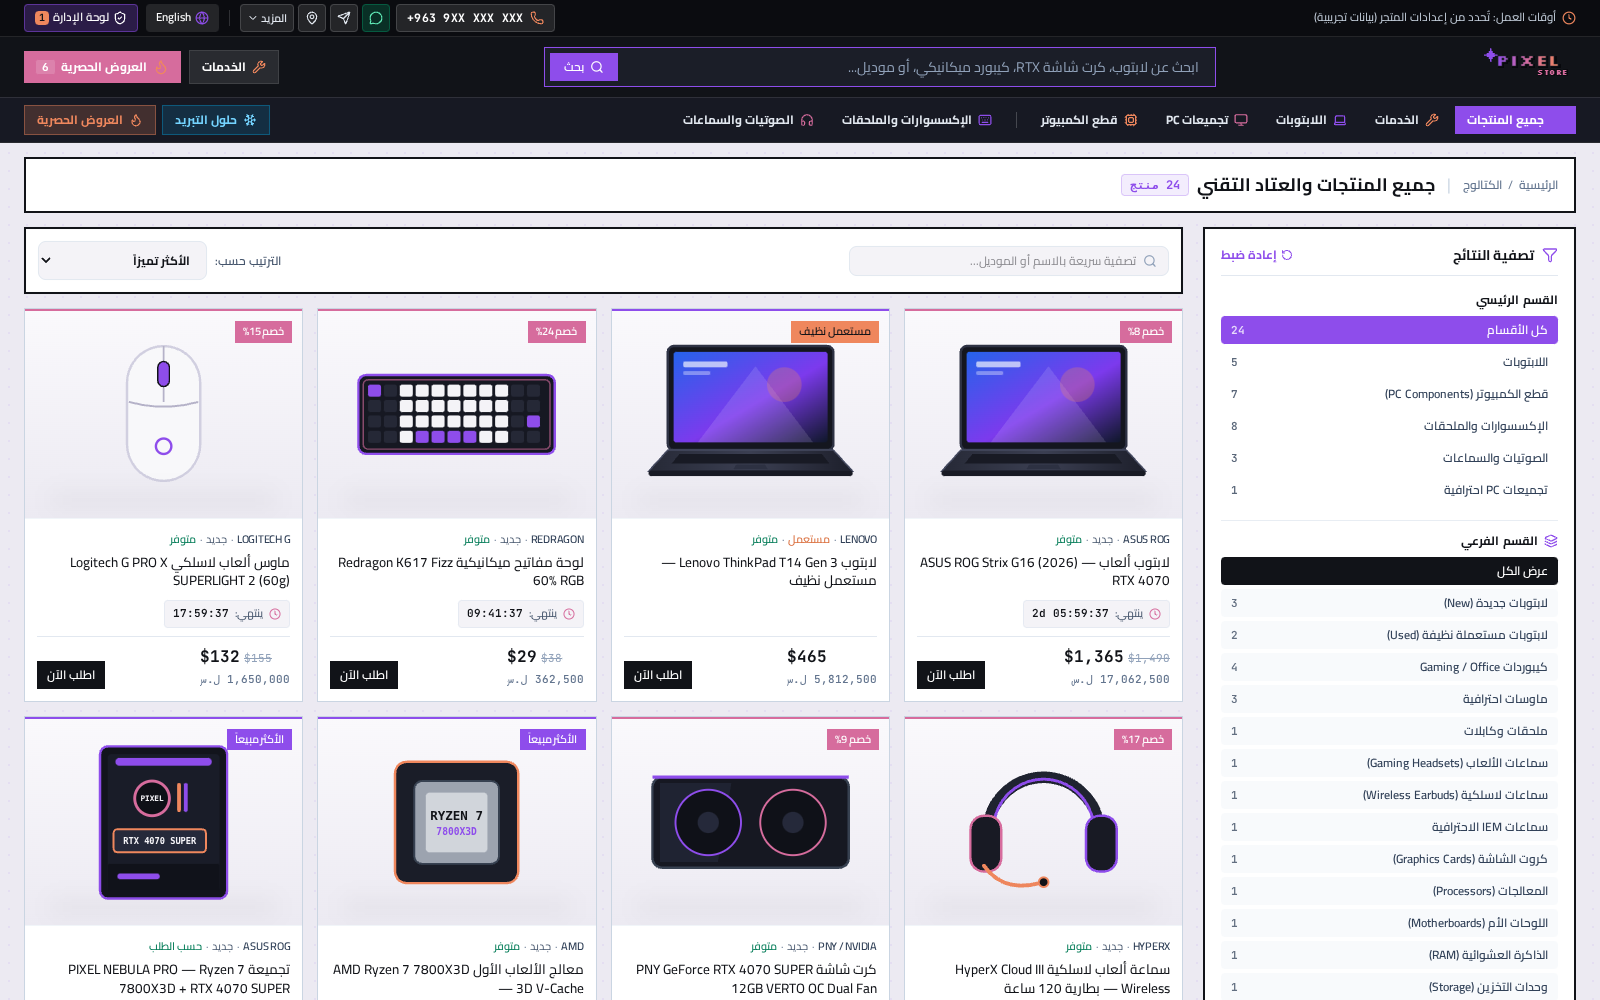 أوقات العمل: تُحدد من إعدادات المتجر (بيانات تجريبية)
+963 9XX XXX XXX
المزيد
English
لوحة الإدارة 1
PIXEL
STORE
ابحث عن لابتوب، كرت شاشة RTX، كيبورد ميكانيكي، أو موديل...
بحث
الخدمات
العروض الحصرية 6
جميع المنتجات
الخدمات
اللابتوبات
تجميعات PC
قطع الكمبيوتر
الإكسسوارات والملحقات
الصوتيات والسماعات
حلول التبريد
العروض الحصرية
الرئيسية / الكتالوج
جميع المنتجات والعتاد التقني
24 منتج
تصفية النتائج
إعادة ضبط
القسم الرئيسي
كل الأقسام 24
اللابتوبات 5
قطع الكمبيوتر (PC Components) 7
الإكسسوارات والملحقات 8
الصوتيات والسماعات 3
تجميعات PC احترافية 1
القسم الفرعي
عرض الكل
لابتوبات جديدة (New) 3
لابتوبات مستعملة نظيفة (Used) 2
كيبوردات Gaming / Office 4
ماوسات احترافية 3
ملحقات وكابلات 1
سماعات الألعاب (Gaming Headsets) 1
سماعات لاسلكية (Wireless Earbuds) 1
سماعات IEM الاحترافية 1
كروت الشاشة (Graphics Cards) 1
المعالجات (Processors) 1
اللوحات الأم (Motherboards) 1
الذاكرة العشوائية (RAM) 1
وحدات التخزين (Storage) 1
تصفية سريعة بالاسم أو الموديل...
الترتيب حسب:
الأكثر تميزاً
خصم 8%
ASUS ROG · جديد · متوفر
لابتوب ألعاب ASUS ROG Strix G16 (2026) —
RTX 4070
ينتهي: 2d 05:59:37
$1,365 $1,490
17,062,500 ل.س
اطلب الآن
مستعمل نظيف
LENOVO · مستعمل · متوفر
لابتوب Lenovo ThinkPad T14 Gen 3 —
مستعمل نظيف
$465
5,812,500 ل.س
اطلب الآن
خصم 24%
REDRAGON · جديد · متوفر
لوحة مفاتيح ميكانيكية Redragon K617 Fizz
60% RGB
ينتهي: 09:41:37
$29 $38
362,500 ل.س
اطلب الآن
خصم 15%
LOGITECH G · جديد · متوفر
ماوس ألعاب لاسلكي Logitech G PRO X
SUPERLIGHT 2 (60g)
ينتهي: 17:59:37
$132 $155
1,650,000 ل.س
اطلب الآن
خصم 17%
HYPERX · جديد · متوفر
سماعة ألعاب لاسلكية HyperX Cloud III
Wireless — بطارية 120 ساعة
خصم 9%
PNY / NVIDIA · جديد · متوفر
كرت شاشة PNY GeForce RTX 4070 SUPER
12GB VERTO OC Dual Fan
الأكثر مبيعاً
RYZEN 7
7800X3D
AMD · جديد · متوفر
معالج الألعاب الأول AMD Ryzen 7 7800X3D
— 3D V-Cache
الأكثر مبيعاً
PIXEL
RTX 4070 SUPER
ASUS ROG · جديد · حسب الطلب
تجميعة PIXEL NEBULA PRO — Ryzen 7
7800X3D + RTX 4070 SUPER